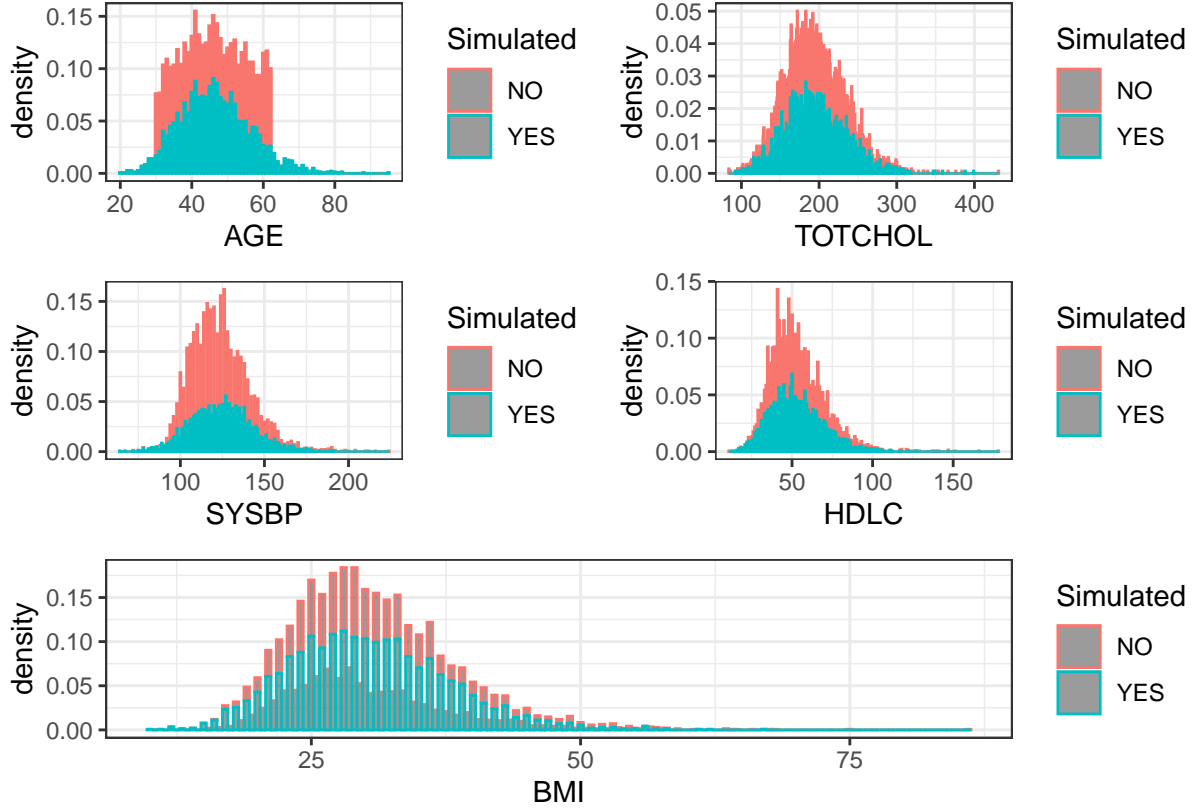 density
0.15
0.10
0.05
0.00
20 40 60 80
AGE
Simulated
NO
YES
density
0.05
0.04
0.03
0.02
0.01
0.00
100 200 300 400
TOTCHOL
Simulated
NO
YES
density
0.15
0.10
0.05
0.00
100 150 200
SYSBP
Simulated
NO
YES
density
0.15
0.10
0.05
0.00
50 100 150
HDLC
Simulated
NO
YES
density
0.15
0.10
0.05
0.00
25 50 75
BMI
Simulated
NO
YES